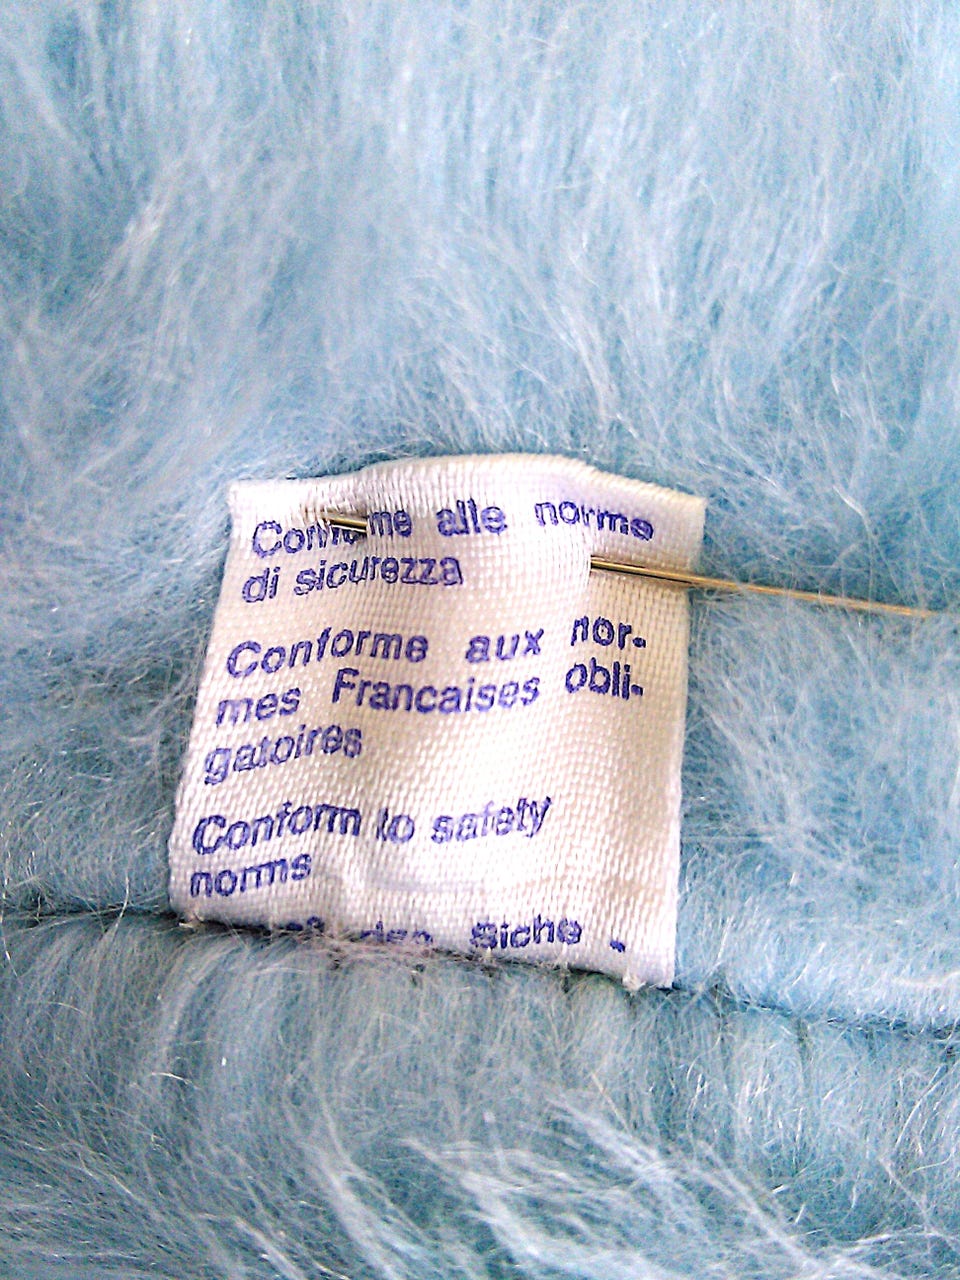 Conforme alle norme
di sicurezza
Conforme aux nor-
mes Francaises obli-
gatoires
Conform to safety
norms
Siche -